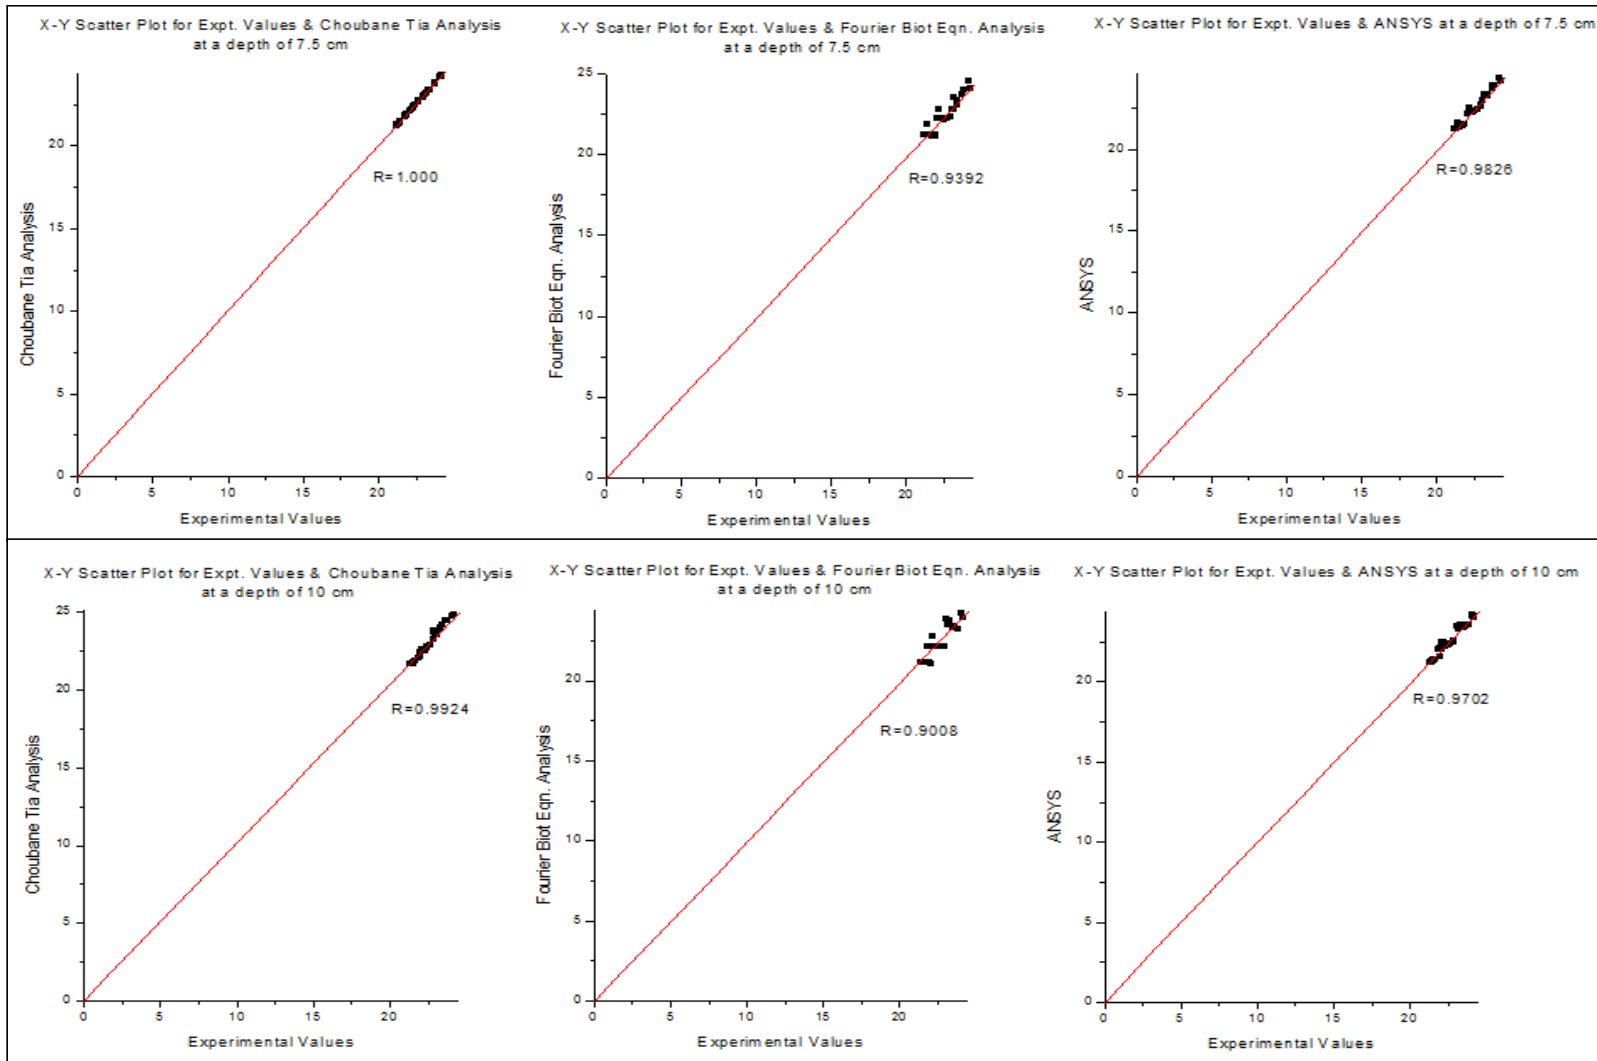 X-Y Scatter Plot for Expt. Values & Choubane Tia Analysis
at a depth of 7.5 cm
20
15
10
5
0
0
5
10
15
20
R=1.000
Choubane Tia Analysis
Experimental Values
X-Y Scatter Plot for Expt. Values & Fourier Biot Eqn. Analysis
at a depth of 7.5 cm
25
20
15
10
5
0
0
5
10
15
20
R=0.9392
Fourier Biot Eqn. Analysis
Experimental Values
X-Y Scatter Plot for Expt. Values & ANSYS at a depth of 7.5 cm
20
15
10
5
0
0
5
10
15
20
R=0.9826
ANSYS
Experimental Values
X-Y Scatter Plot for Expt. Values & Choubane Tia Analysis
at a depth of 10 cm
25
20
15
10
5
0
0
5
10
15
20
R=0.9924
Choubane Tia Analysis
Experimental Values
X-Y Scatter Plot for Expt. Values & Fourier Biot Eqn. Analysis
at a depth of 10 cm
20
15
10
5
0
0
5
10
15
20
R=0.9008
Fourier Biot Eqn. Analysis
Experimental Values
X-Y Scatter Plot for Expt. Values & ANSYS at a depth of 10 cm
20
15
10
5
0
0
5
10
15
20
R=0.9702
ANSYS
Experimental Values